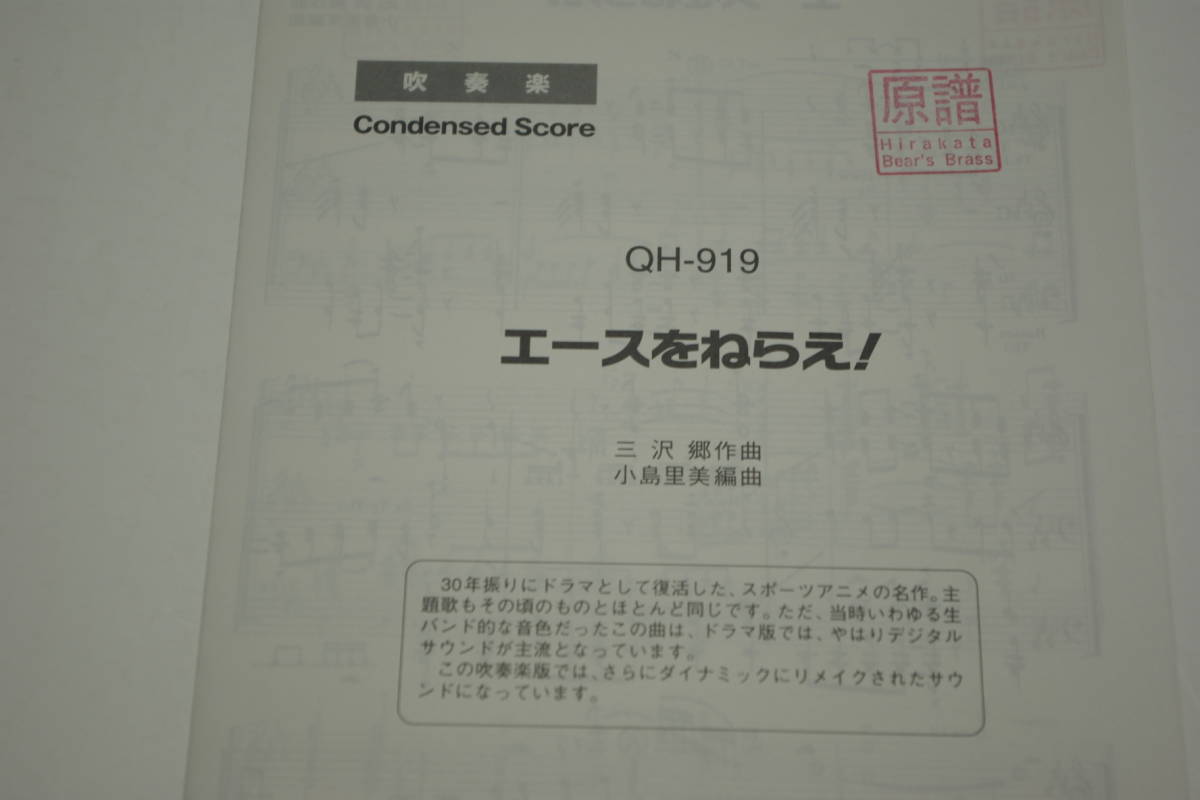 吹奏楽
Condensed Score
原譜
Hirakata
Bear's Brass
QH-919
エースをねらえ!
三沢 郷作曲
小島里美編曲
30年振りにドラマとして復活した、スポーツアニメの名作。主
題歌もその頃のものとほとんど同じです。ただ、当時いわゆる生
バンド的な音色だったこの曲は、ドラマ版では、やはりデジタル
サウンドが主流となっています。
この吹奏楽版では、さらにダイナミックにリメイクされたサウ
ンドになっています。